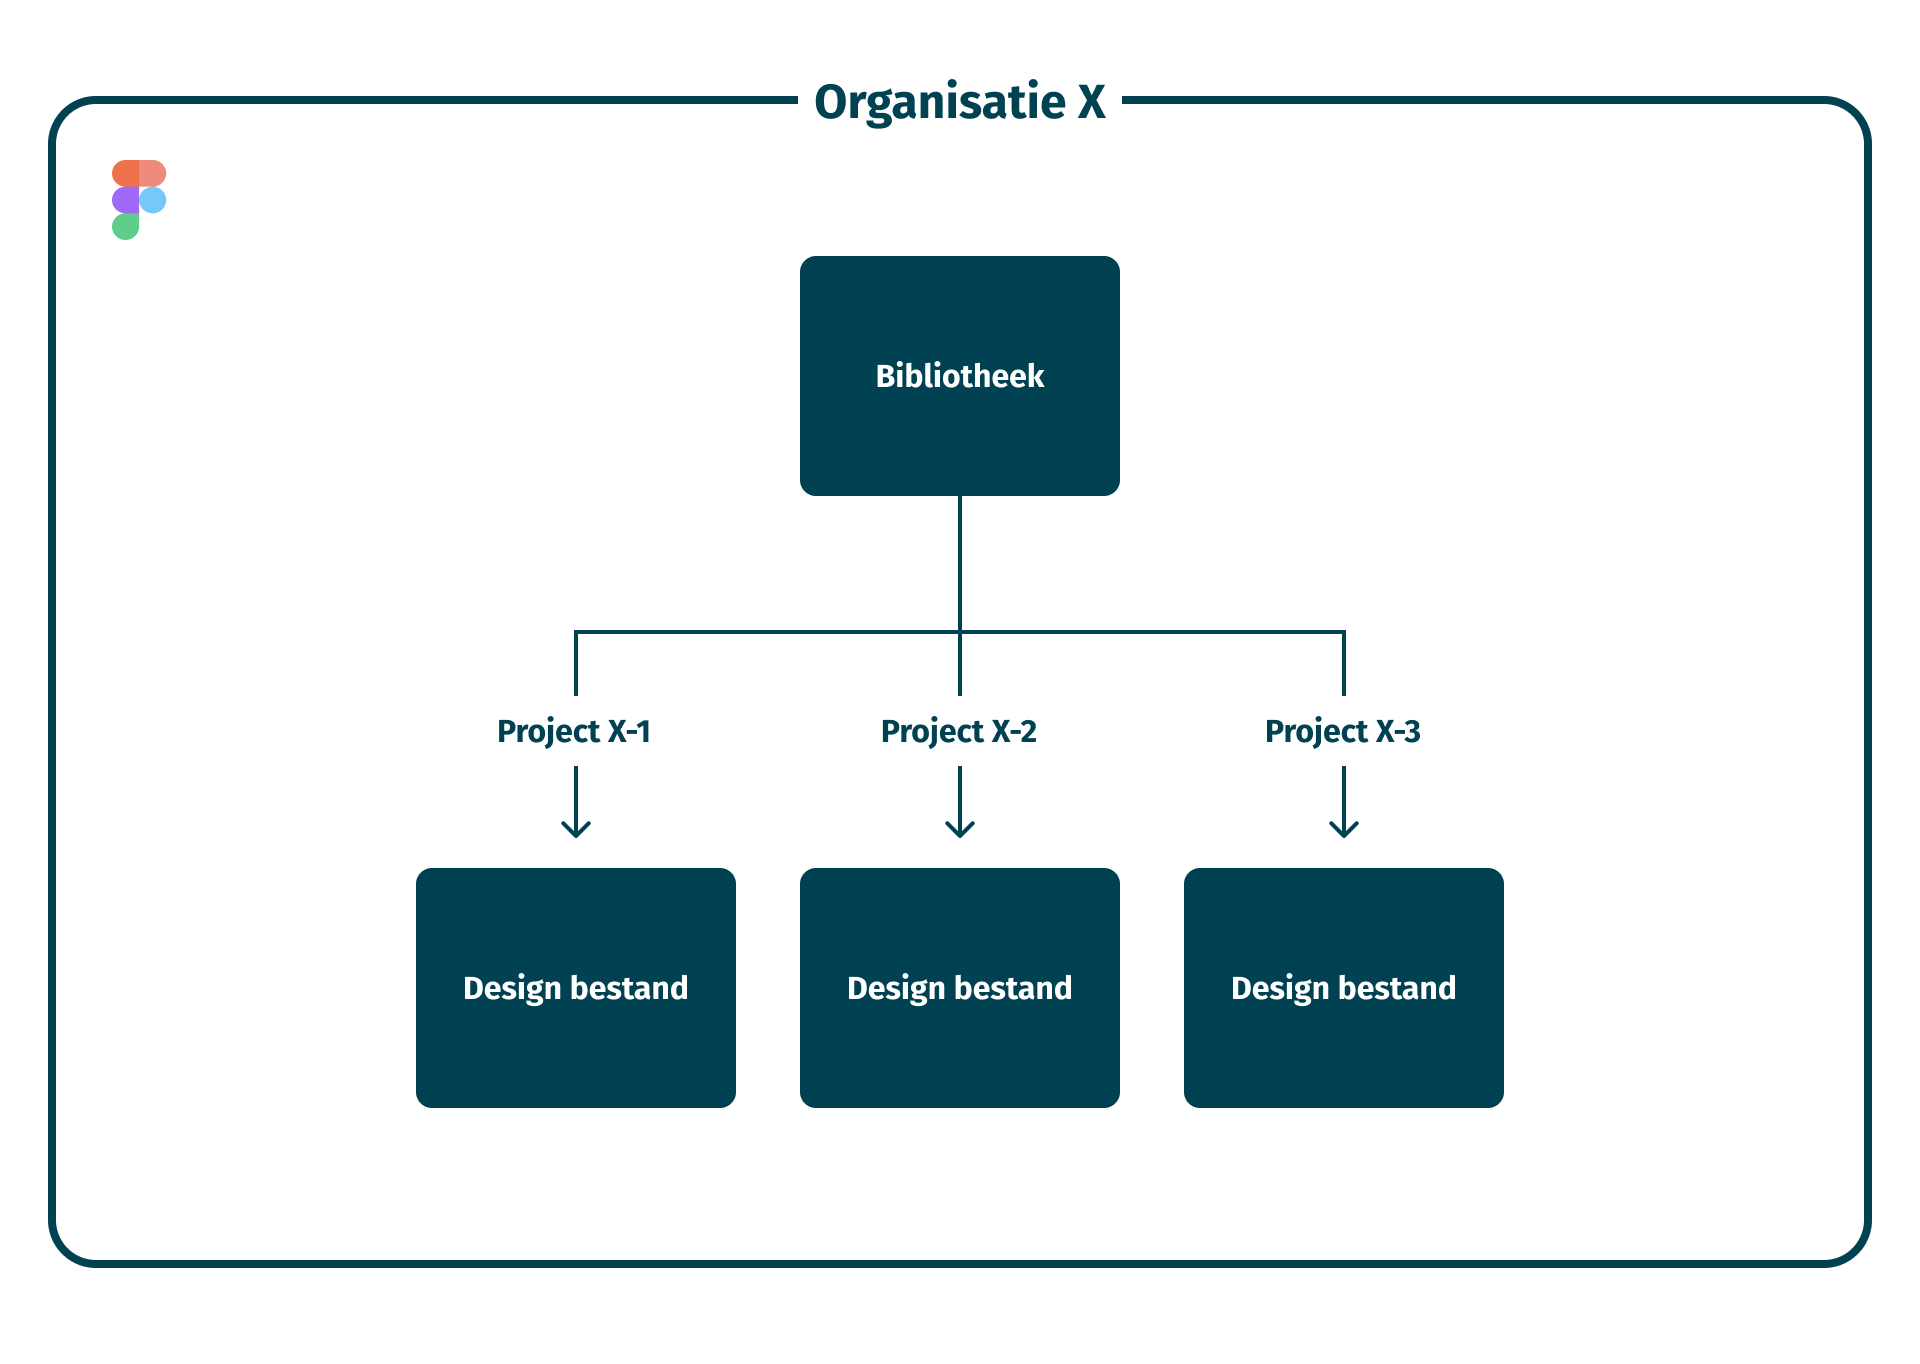 Organisatie X
Bibliotheek
Project X-1
Project X-2
Project X-3
Design bestand
Design bestand
Design bestand